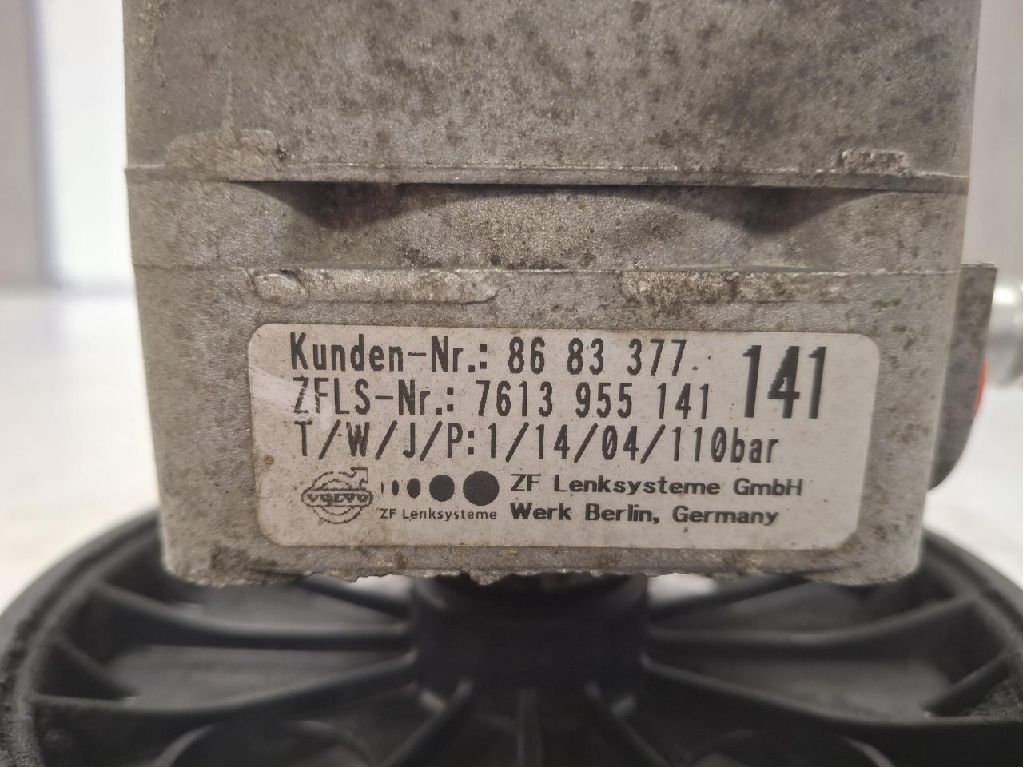 Kunden-Nr.: 86 83 377
ZFLS-Nr.: 7613 955 141 141
T/W/J/P: 1/14/04/110bar
VOLVO ZF Lenksysteme GmbH
ZF Lenksysteme Werk Berlin, Germany